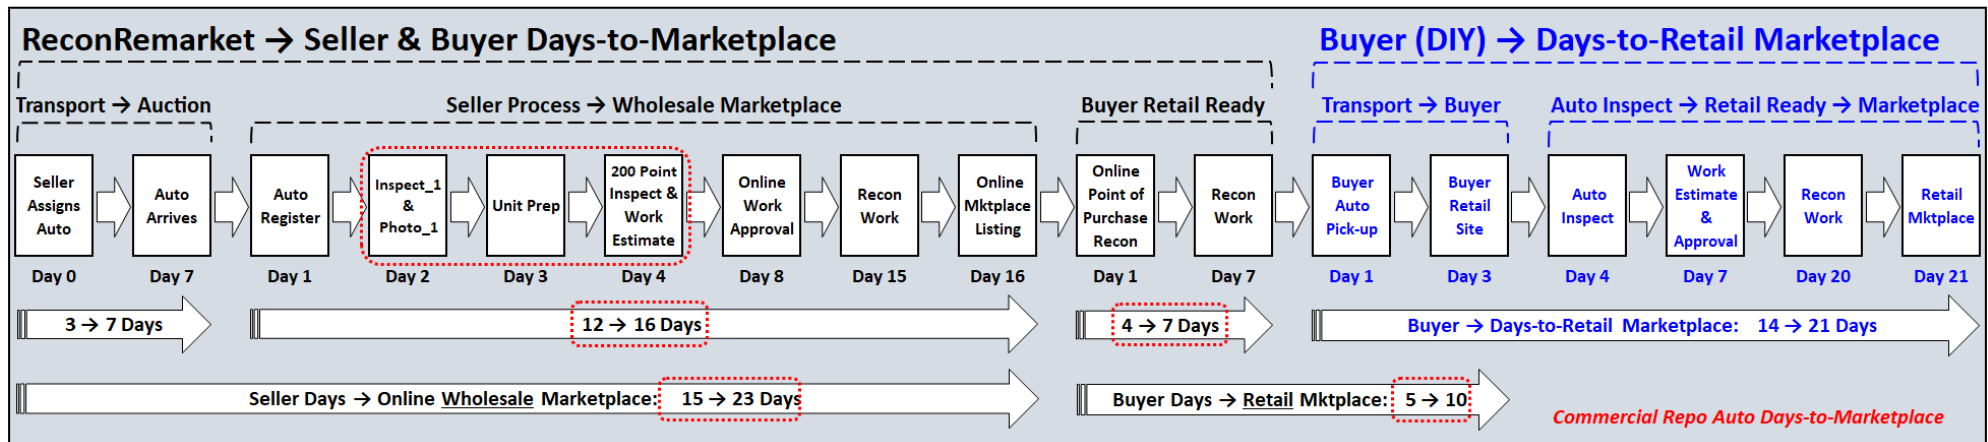 ReconRemarket → Seller & Buyer Days-to-Marketplace
Buyer (DIY) → Days-to-Retail Marketplace
Transport → Auction
Seller Process → Wholesale Marketplace
Buyer Retail Ready
Transport → Buyer
Auto Inspect → Retail Ready → Marketplace
Seller
Assigns
Auto
Auto
Arrives
Auto
Register
Inspect_1
&
Photo_1
Unit Prep
200 Point
Inspect &
Work
Estimate
Online
Work
Approval
Recon
Work
Online
Mktplace
Listing
Online
Point of
Purchase
Recon
Recon
Work
Buyer
Auto
Pick-up
Buyer
Retail
Site
Auto
Inspect
Work
Estimate
&
Approval
Recon
Work
Retail
Mktplace
Day 0
Day 7
Day 1
Day 2
Day 3
Day 4
Day 8
Day 15
Day 16
Day 1
Day 7
Day 1
Day 3
Day 4
Day 7
Day 20
Day 21
3 → 7 Days
12 → 16 Days
4 → 7 Days
Buyer → Days-to-Retail Marketplace: 14 → 21 Days
Seller Days → Online Wholesale Marketplace: 15 → 23 Days
Buyer Days → Retail Mktplace: 5 → 10
Commercial Repo Auto Days-to-Marketplace